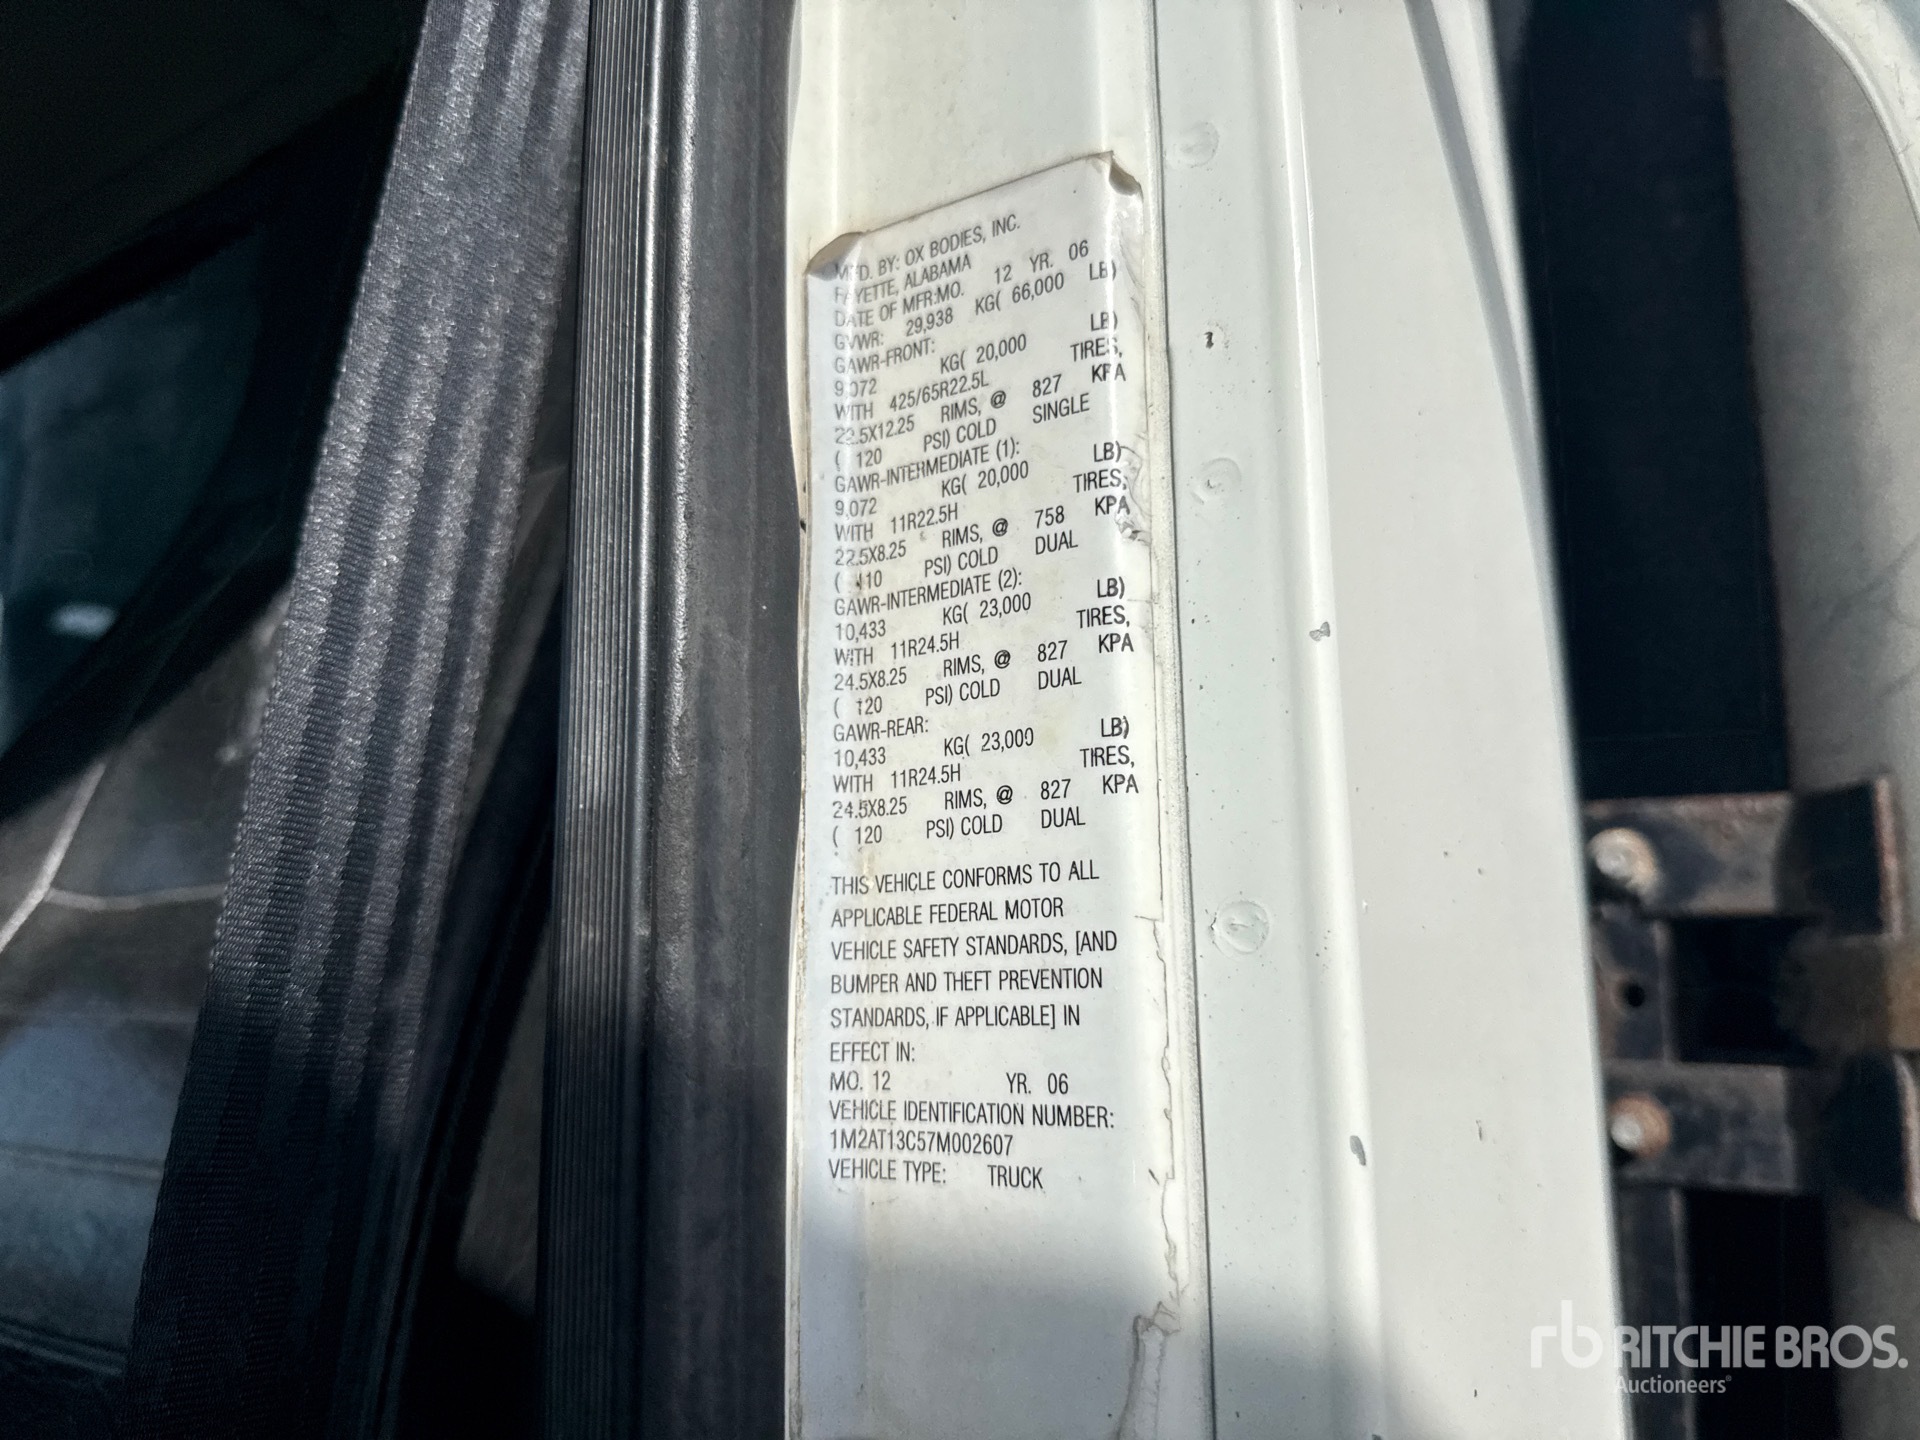 MFD. BY: OX BODIES, INC.
FAYETTE, ALABAMA
DATE OF MFR:MO. 12 YR. 06
GVWR: 29,938 KG( 66,000 LB)
GAWR-FRONT:
9,072 KG( 20,000 LB)
WITH 425/65R22.5L TIRES,
22.5X12.25 RIMS, @ 827 KPA
( 120 PSI) COLD SINGLE
GAWR-INTERMEDIATE (1):
9,072 KG( 20,000 LB)
WITH 11R22.5H TIRES,
22.5X8.25 RIMS, @ 758 KPA
( 110 PSI) COLD DUAL
GAWR-INTERMEDIATE (2):
10,433 KG( 23,000 LB)
WITH 11R24.5H TIRES,
24.5X8.25 RIMS, @ 827 KPA
( 120 PSI) COLD DUAL
GAWR-REAR:
10,433 KG( 23,000 LB)
WITH 11R24.5H TIRES,
24.5X8.25 RIMS, @ 827 KPA
( 120 PSI) COLD DUAL
THIS VEHICLE CONFORMS TO ALL
APPLICABLE FEDERAL MOTOR
VEHICLE SAFETY STANDARDS, [AND
BUMPER AND THEFT PREVENTION
STANDARDS, IF APPLICABLE] IN
EFFECT IN:
MO. 12 YR. 06
VEHICLE IDENTIFICATION NUMBER:
1M2AT13C57M002607
VEHICLE TYPE: TRUCK
rb RITCHIE BROS.
Auctioneers®